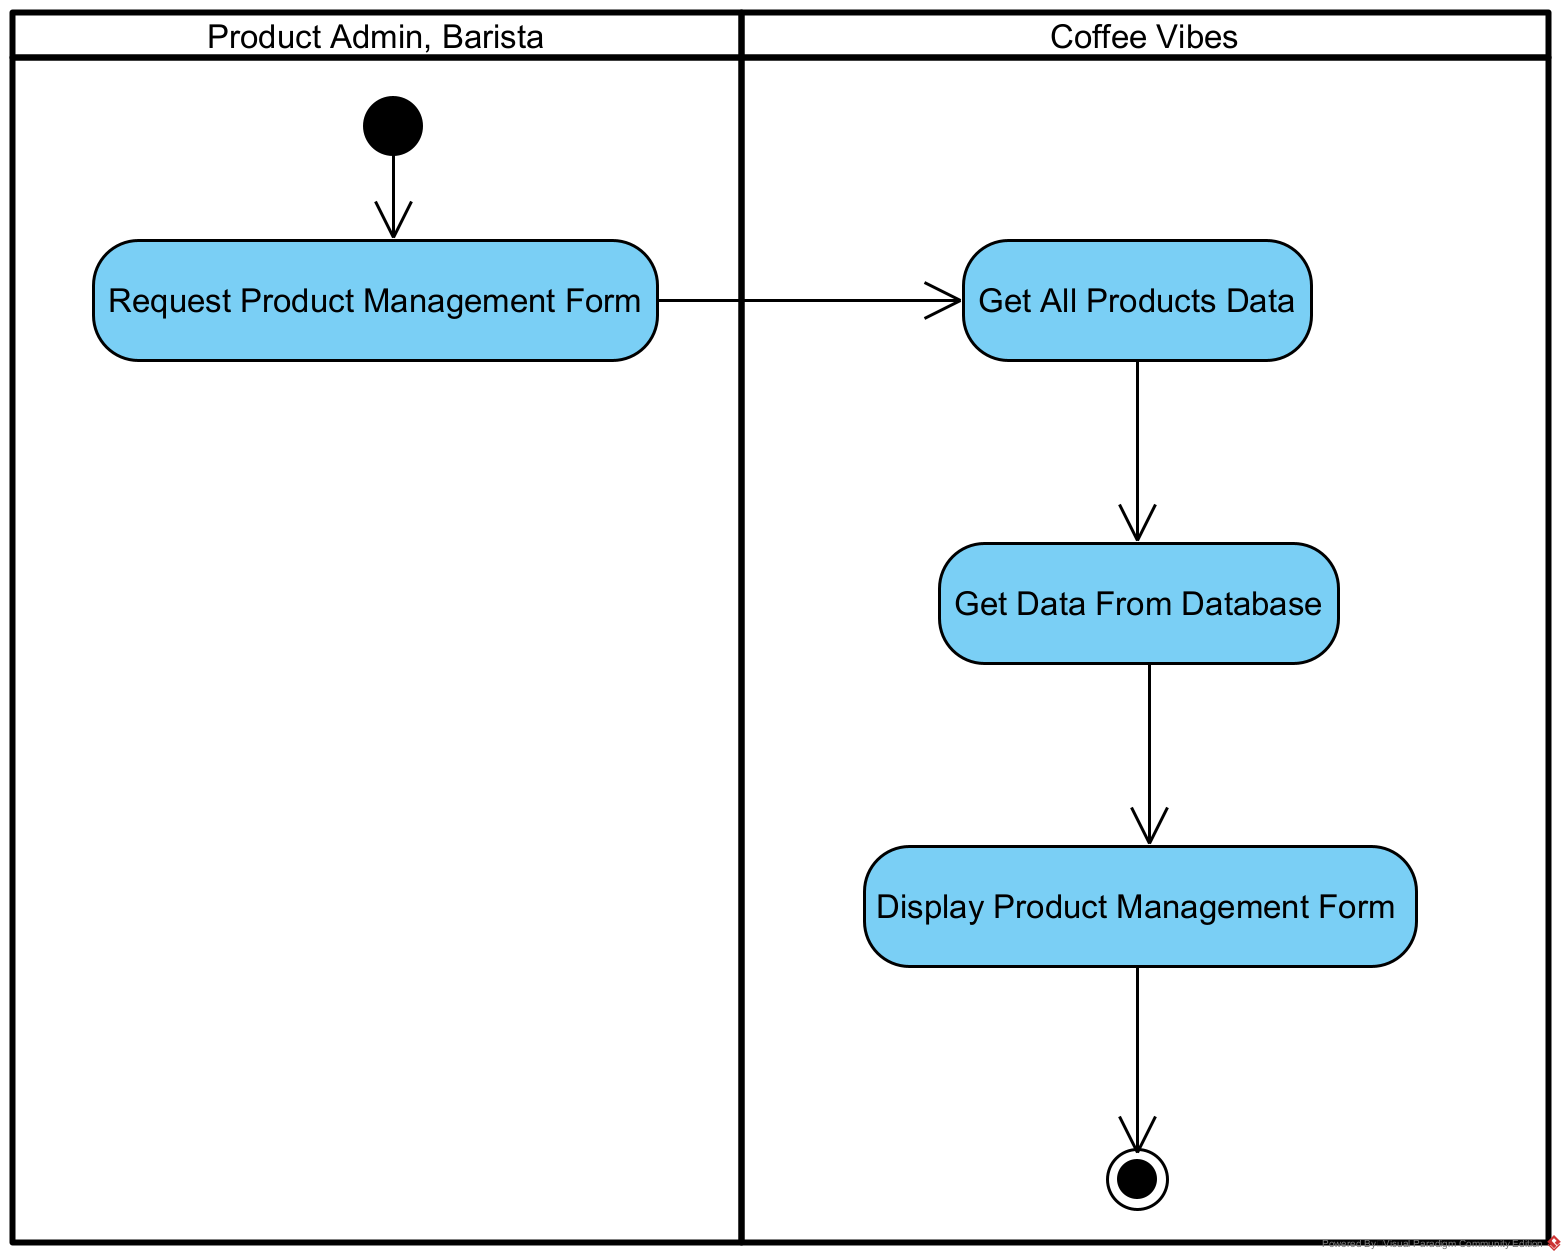 Product Admin, Barista
Coffee Vibes
Request Product Management Form
Get All Products Data
Get Data From Database
Display Product Management Form
Powered By Visual Paradigm Community Edition